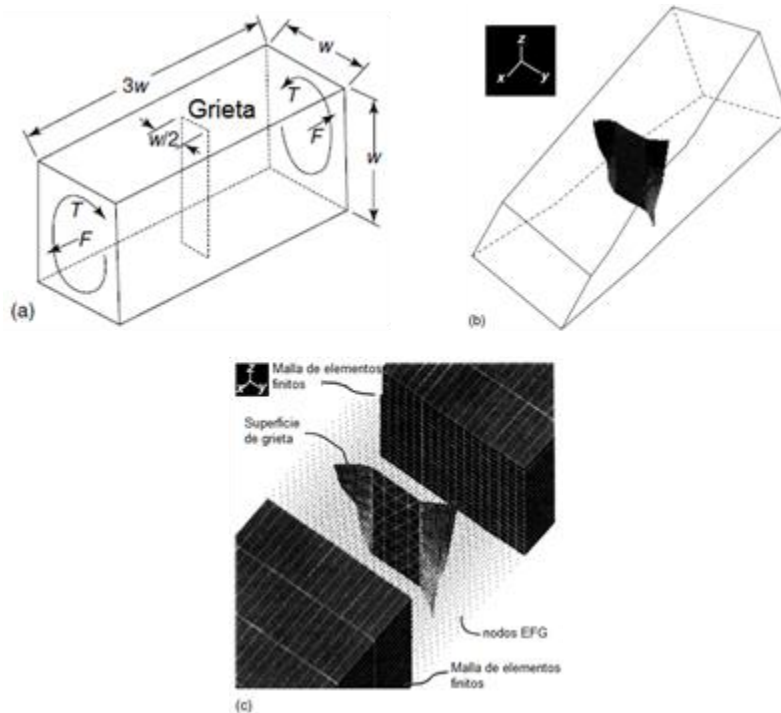 3w
w
Grieta
w/2
T
F
w
T
F
(a)
z
x y
(b)
z
x y
Malla de elementos
finitos
Superficie
de grieta
nodos EFG
Malla de elementos
finitos
(c)